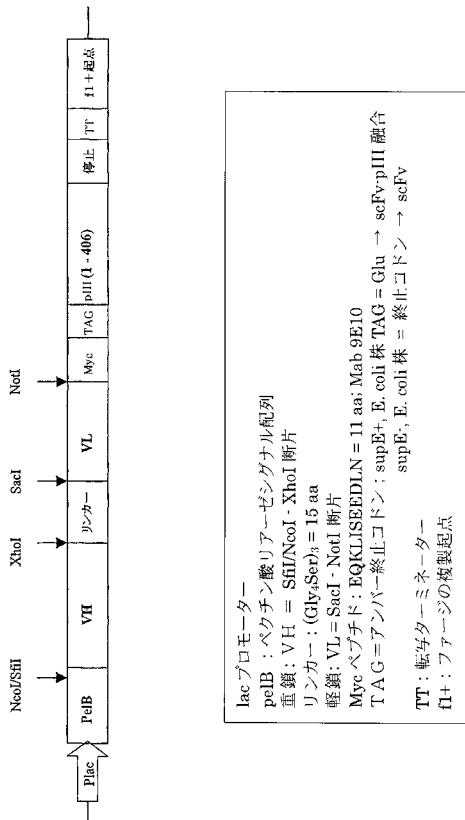 NcoI/SfiI
XhoI
SacI
NotI
Plac
PelB
VH
リンカー
VL
Myc
TAG
pIII (1 - 406)
停止
TT
f1+起点
lac プロモーター
pelB : ペクチン酸リアーゼシグナル配列
重鎖: VH = SfiI/NcoI - XhoI 断片
リンカー: (Gly4Ser)3 = 15 aa
軽鎖: VL = SacI - NotI 断片
Myc ペプチド : EQKLISEEDLN = 11 aa; Mab 9E10
TAG=アンバー終止コドン ; supE+, E. coli 株 TAG = Glu → scFv-pIII 融合
supE-, E. coli 株 = 終止コドン → scFv
TT : 転写ターミネーター
f1+ : ファージの複製起点